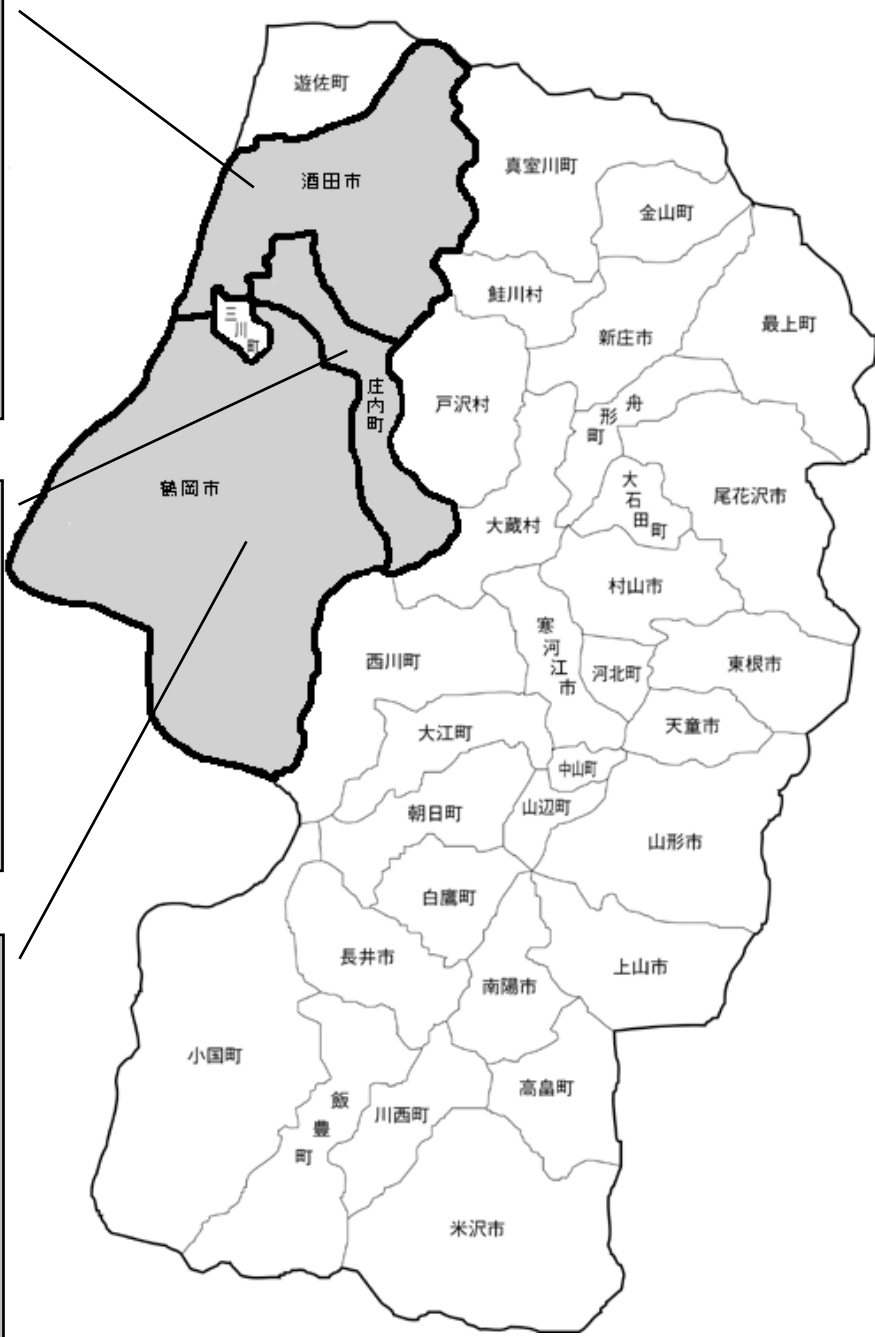 遊佐町
酒田市
真室川町
金山町
鮭川村
三川町
新庄市
最上町
庄内町
戸沢村
舟形町
鶴岡市
大石田町
尾花沢市
大蔵村
村山市
寒河江市
西川町
河北町
東根市
大江町
天童市
中山町
朝日町
山辺町
山形市
白鷹町
長井市
南陽市
上山市
小国町
高畠町
飯豊町
川西町
米沢市